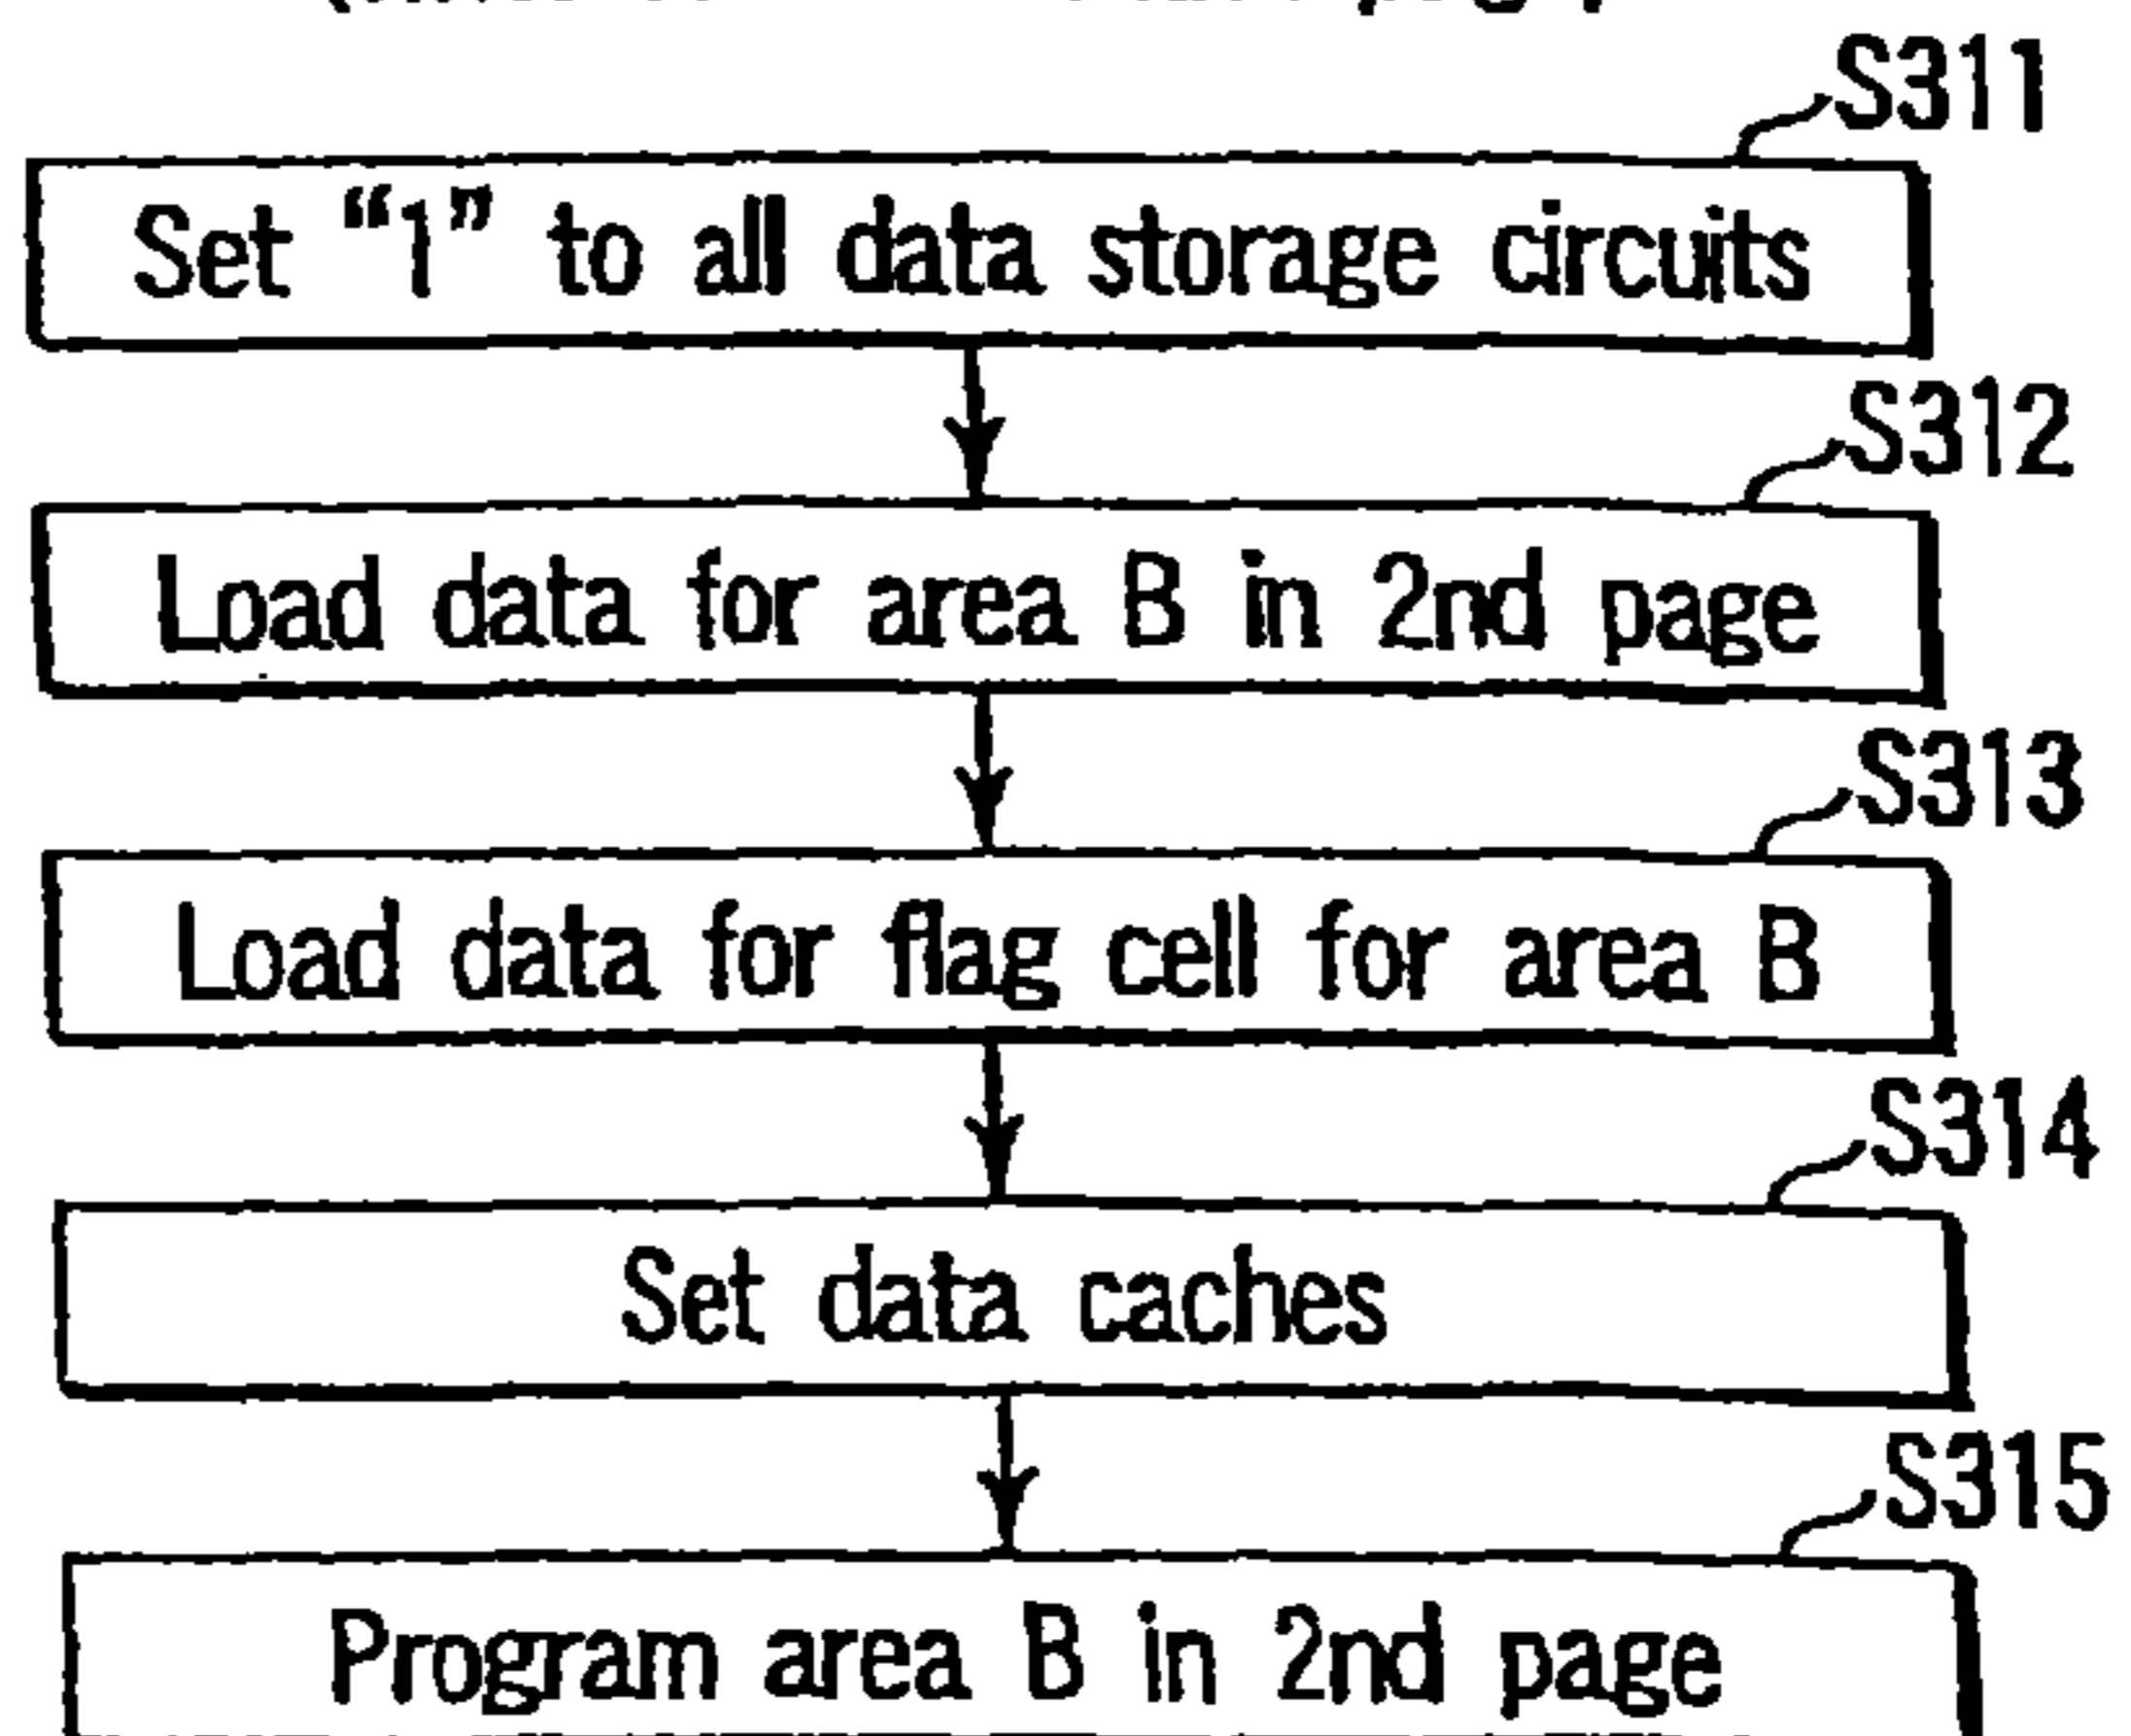 S311
Set “1” to all data storage circuits
S312
Load data for area B in 2nd page
S313
Load data for flag cell for area B
S314
Set data caches
S315
Program area B in 2nd page